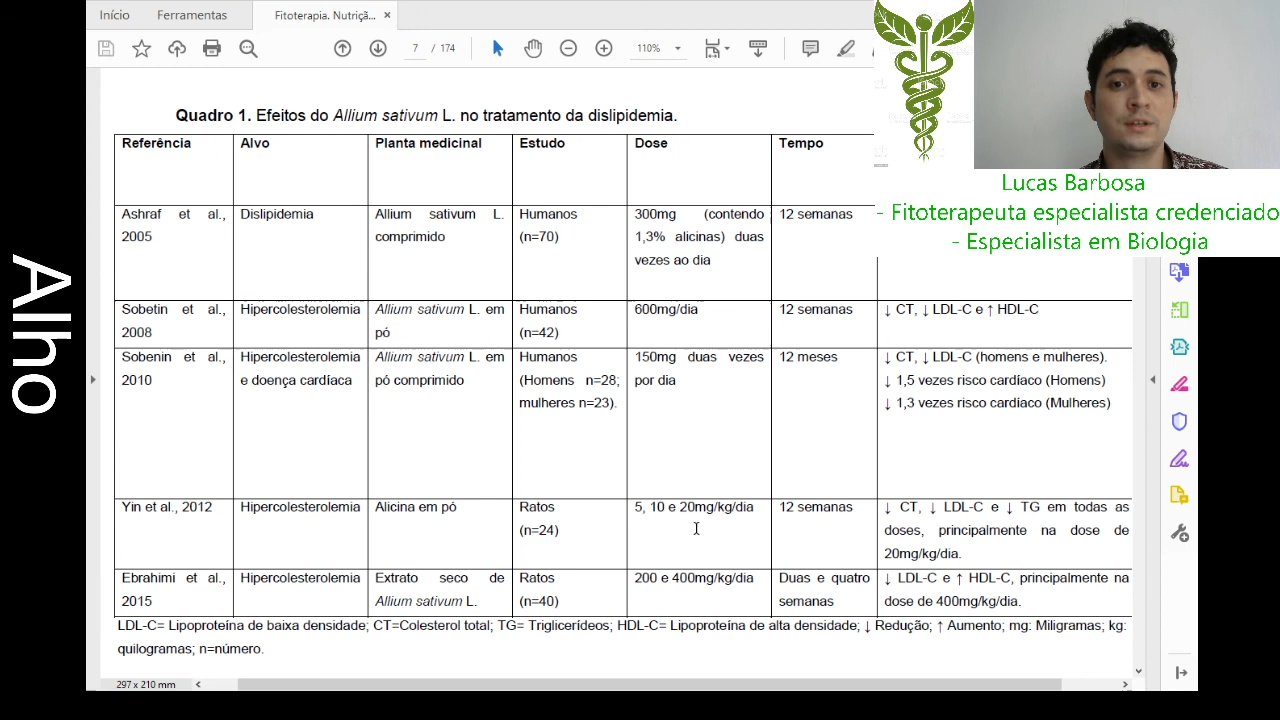 Início Ferramentas Fitoterapia. Nutriçã... ×
7 / 174 110%
Lucas Barbosa
- Fitoterapeuta especialista credenciado
- Especialista em Biologia
Alho
Quadro 1. Efeitos do Allium sativum L. no tratamento da dislipidemia.
Referência Alvo Planta medicinal Estudo Dose Tempo
Ashraf et al., Dislipidemia Allium sativum L. Humanos 300mg (contendo 12 semanas
2005 comprimido (n=70) 1,3% alicinas) duas
vezes ao dia
Sobetin et al., Hipercolesterolemia Allium sativum L. em Humanos 600mg/dia 12 semanas ↓ CT, ↓ LDL-C e ↑ HDL-C
2008 pó (n=42)
Sobenin et al., Hipercolesterolemia Allium sativum L. em Humanos 150mg duas vezes 12 meses ↓ CT, ↓ LDL-C (homens e mulheres).
2010 e doença cardíaca pó comprimido (Homens n=28; por dia ↓ 1,5 vezes risco cardíaco (Homens)
mulheres n=23). ↓ 1,3 vezes risco cardíaco (Mulheres)
Yin et al., 2012 Hipercolesterolemia Alicina em pó Ratos 5, 10 e 20mg/kg/dia 12 semanas ↓ CT, ↓ LDL-C e ↓ TG em todas as
(n=24) doses, principalmente na dose de
20mg/kg/dia.
Ebrahimi et al., Hipercolesterolemia Extrato seco de Ratos 200 e 400mg/kg/dia Duas e quatro ↓ LDL-C e ↑ HDL-C, principalmente na
2015 Allium sativum L. (n=40) semanas dose de 400mg/kg/dia.
LDL-C= Lipoproteína de baixa densidade; CT=Colesterol total; TG= Triglicerídeos; HDL-C= Lipoproteína de alta densidade; ↓ Redução; ↑ Aumento; mg: Miligramas; kg:
quilogramas; n=número.
297 x 210 mm